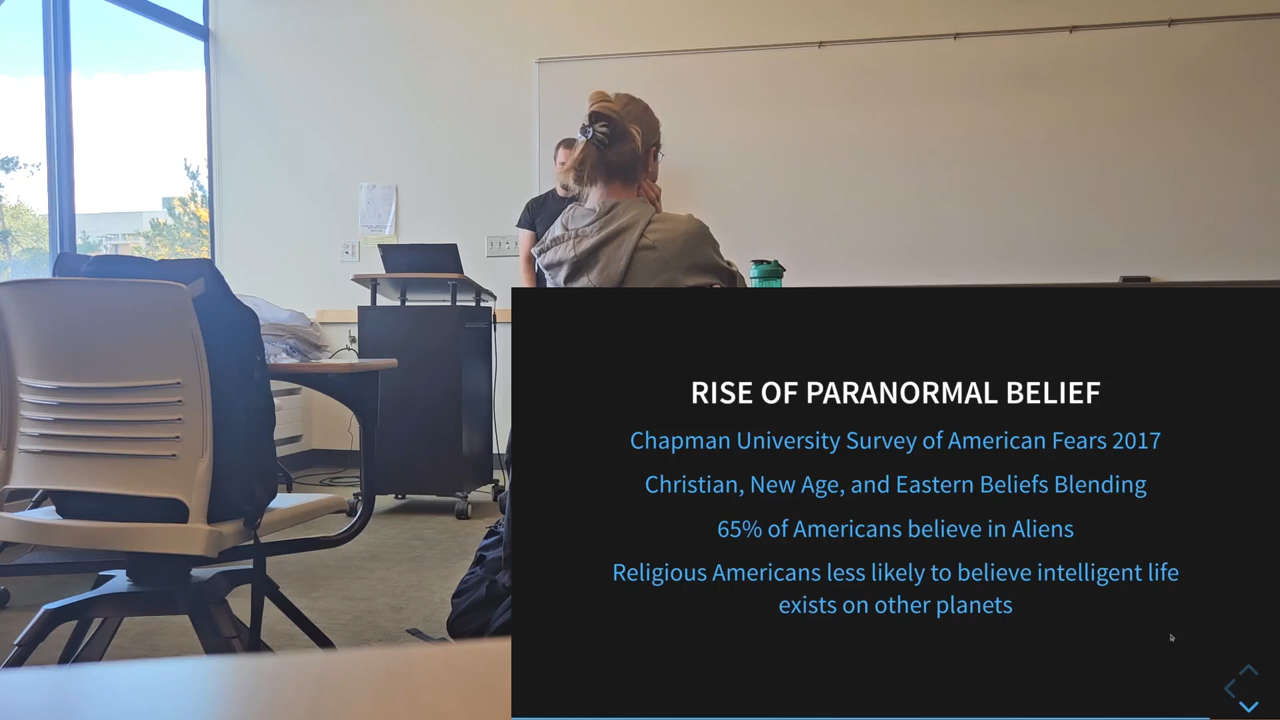 RISE OF PARANORMAL BELIEF
Chapman University Survey of American Fears 2017
Christian, New Age, and Eastern Beliefs Blending
65% of Americans believe in Aliens
Religious Americans less likely to believe intelligent life
exists on other planets